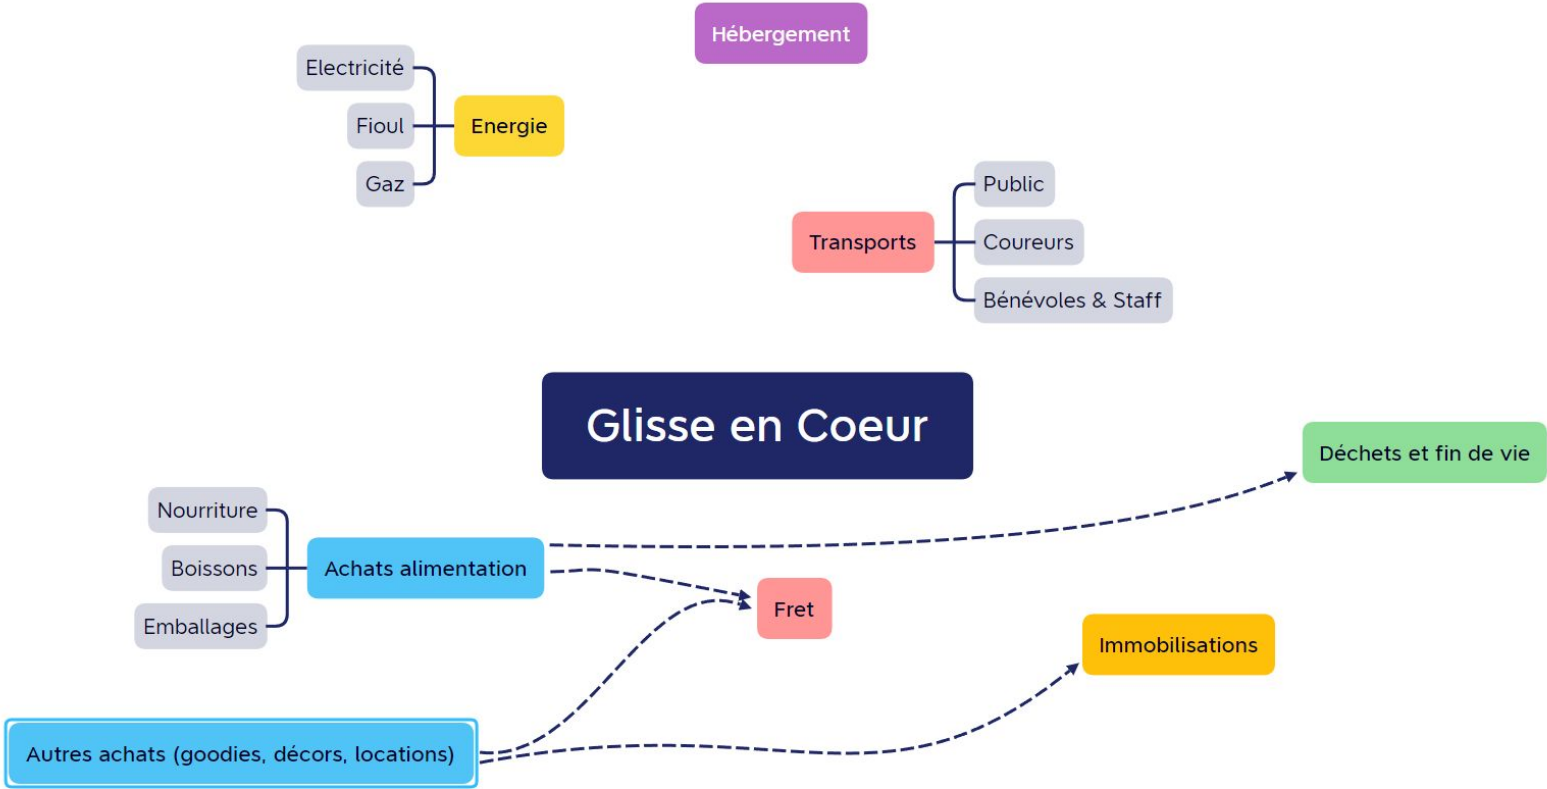 Hébergement
Electricité
Fioul
Energie
Gaz
Public
Transports
Coureurs
Bénévoles & Staff
Glisse en Coeur
Déchets et fin de vie
Nourriture
Boissons
Achats alimentation
Emballages
Fret
Immobilisations
Autres achats (goodies, décors, locations)